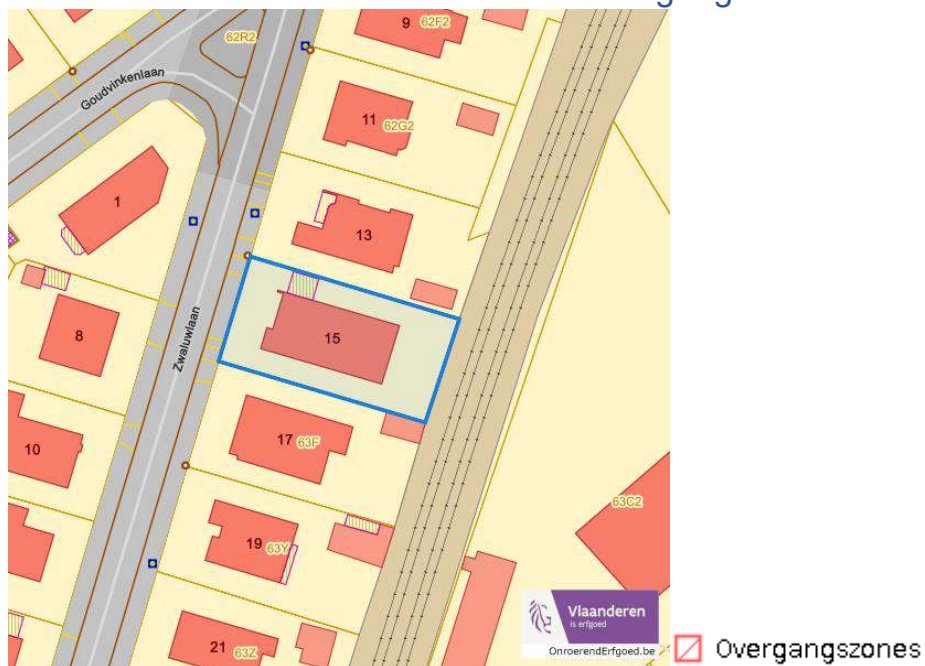 9 62F2
62R2
Goudvinkenlaan
11 62G2
1
13
8
Zwaluwlaan
15
10
17 63F
63C2
19 63Y
21 63Z
Vlaanderen
is erfgoed
OnroerendErfgoed.be
Overgangszones